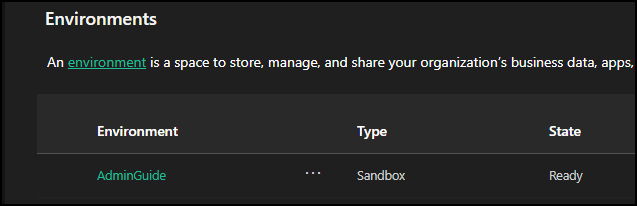 Environments
An environment is a space to store, manage, and share your organization's business data, apps,
Environment Type State
AdminGuide ... Sandbox Ready